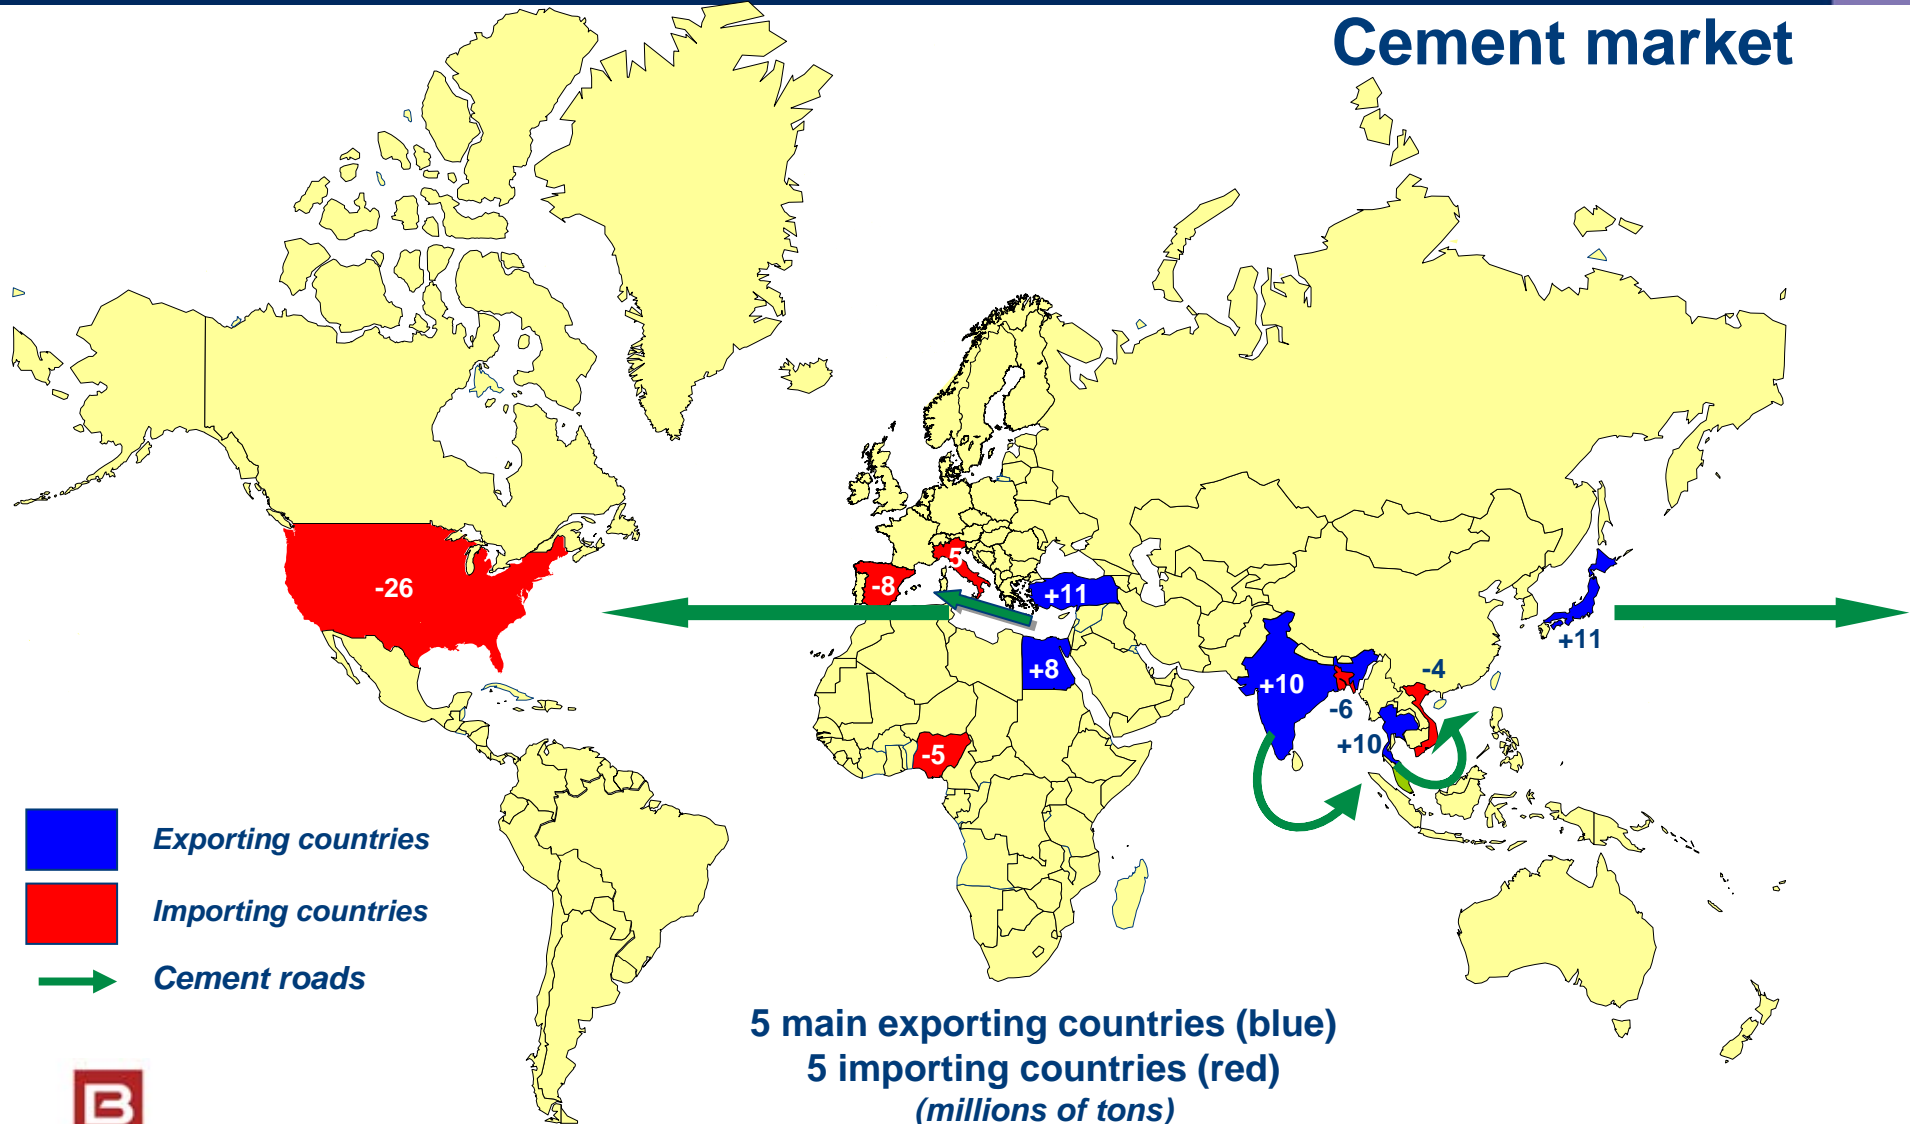 Cement market
-26
-8
5
+11
+8
-5
+10
-6
+10
-4
+11
Exporting countries
Importing countries
Cement roads
5 main exporting countries (blue)
5 importing countries (red)
(millions of tons)
B